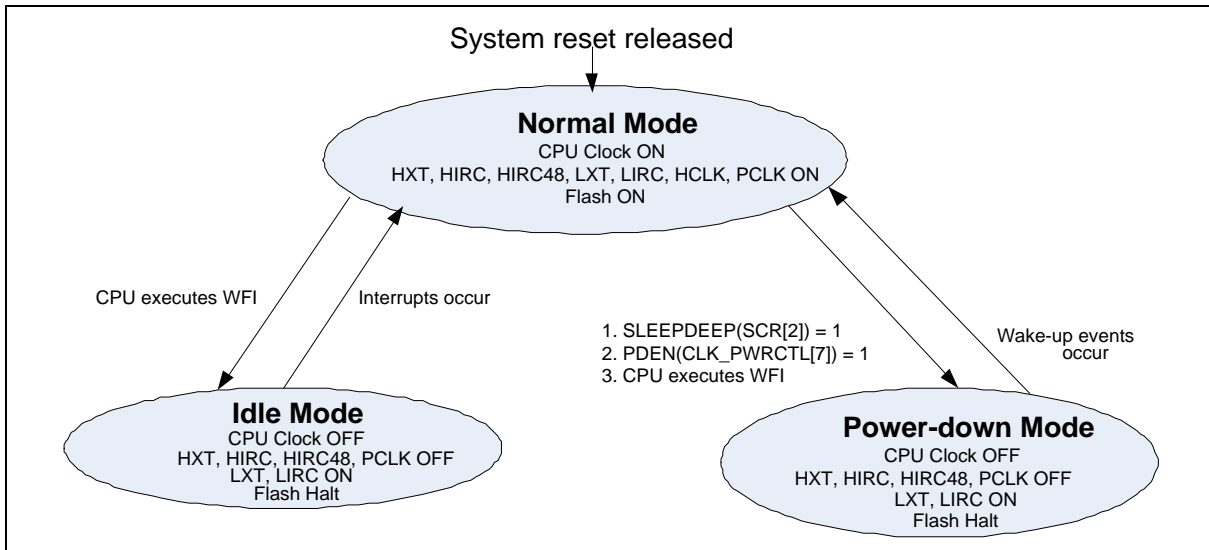 System reset released
Normal Mode
CPU Clock ON
HXT, HIRC, HIRC48, LXT, LIRC, HCLK, PCLK ON
Flash ON
CPU executes WFI
Interrupts occur
1. SLEEPDEEP(SCR[2]) = 1
2. PDEN(CLK_PWRCTL[7]) = 1
3. CPU executes WFI
Wake-up events
occur
Idle Mode
CPU Clock OFF
HXT, HIRC, HIRC48, PCLK OFF
LXT, LIRC ON
Flash Halt
Power-down Mode
CPU Clock OFF
HXT, HIRC, HIRC48, PCLK OFF
LXT, LIRC ON
Flash Halt